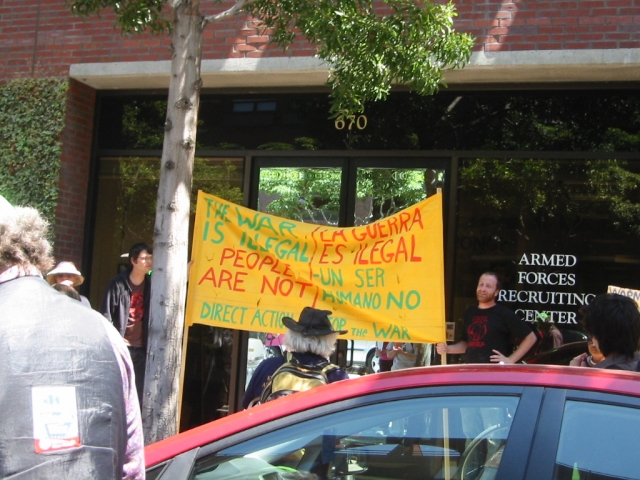 670
THE WAR
IS ILLEGAL
PEOPLE
ARE NOT
LA GUERRA
ES ILEGAL
UN SER
HUMANO NO
DIRECT ACTION
the WAR
ARMED
FORCES
RECRUITING
CENTER